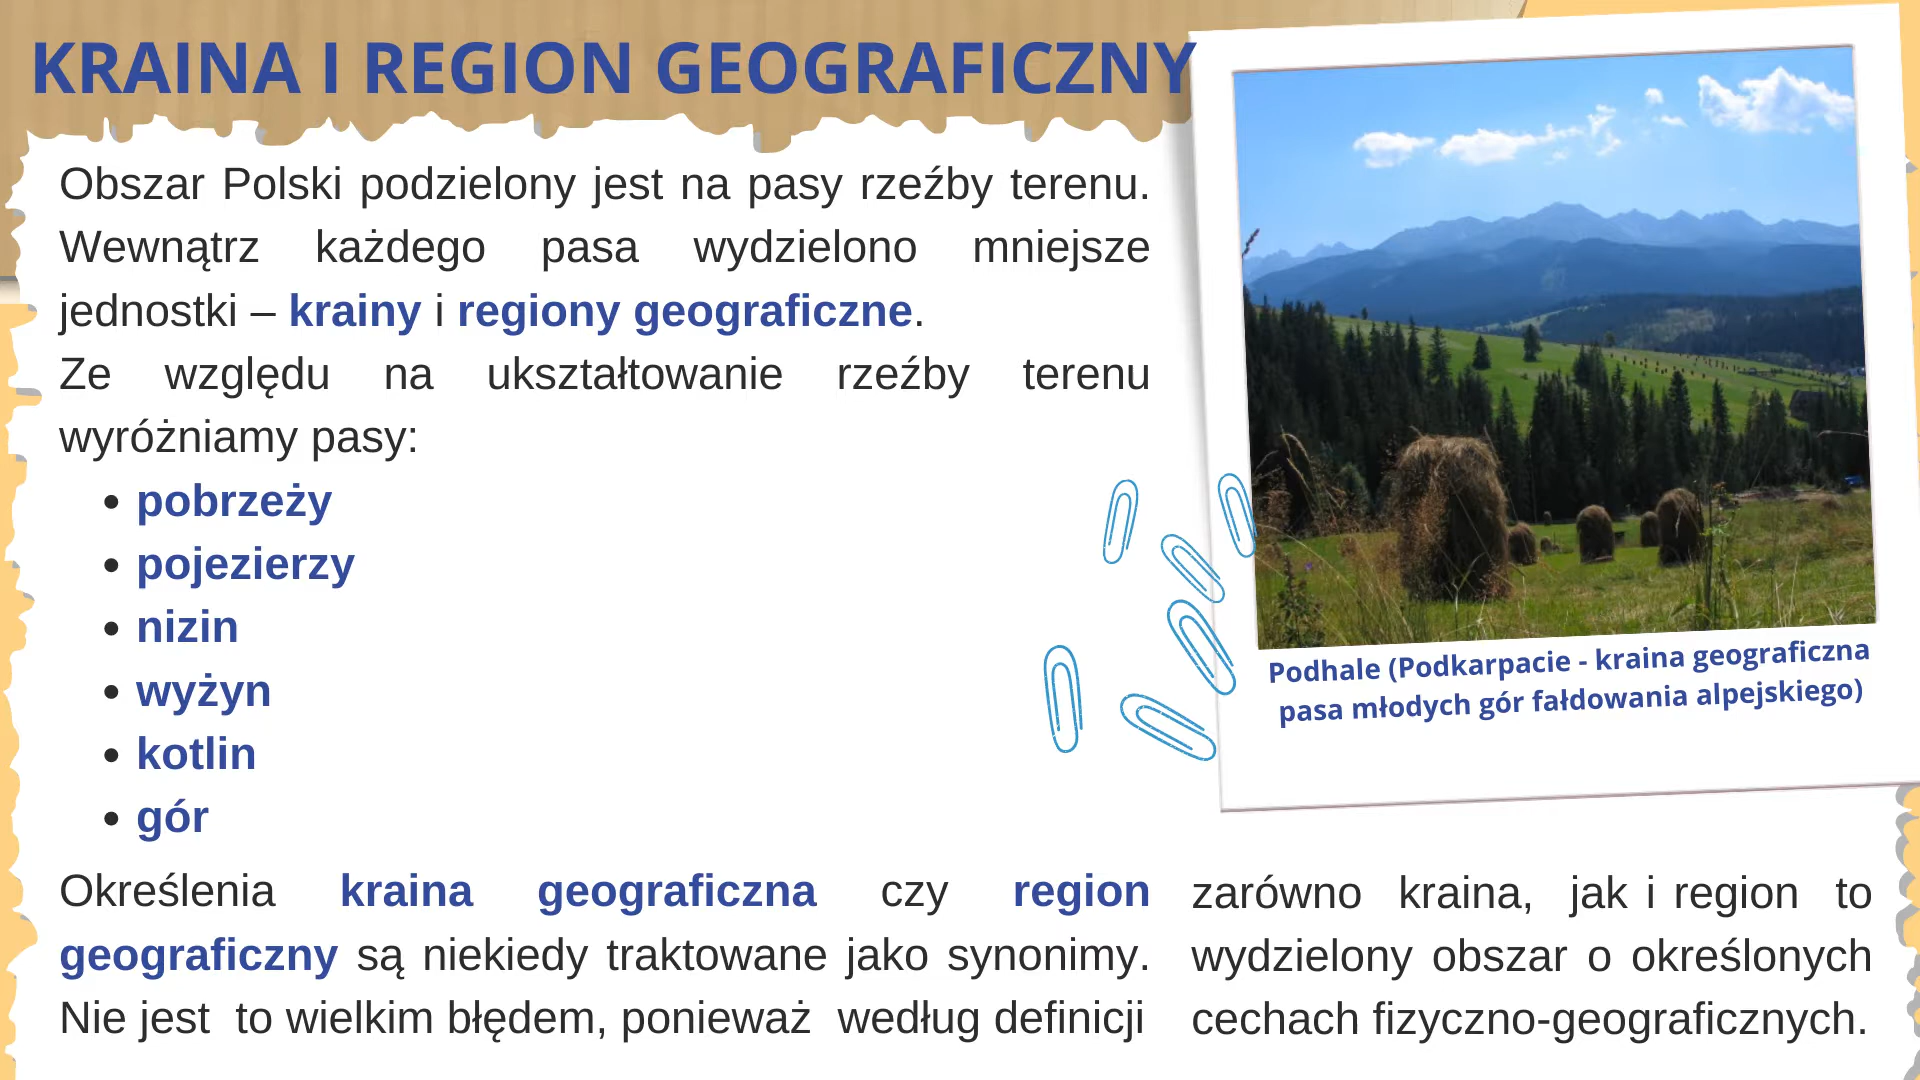 KRAINA I REGION GEOGRAFICZNY
Obszar Polski podzielony jest na pasy rzeźby terenu.
Wewnątrz każdego pasa wydzielono mniejsze
jednostki – krainy i regiony geograficzne.
Ze względu na ukształtowanie rzeźby terenu
wyróżniamy pasy:
• pobrzeży
• pojezierzy
• nizin
• wyżyn
• kotlin
• gór
Określenia kraina geograficzna czy region
geograficzny są niekiedy traktowane jako synonimy.
Nie jest to wielkim błędem, ponieważ według definicji
zarówno kraina, jak i region to
wydzielony obszar o określonych
cechach fizyczno-geograficznych.
Podhale (Podkarpacie - kraina geograficzna
pasa młodych gór fałdowania alpejskiego)